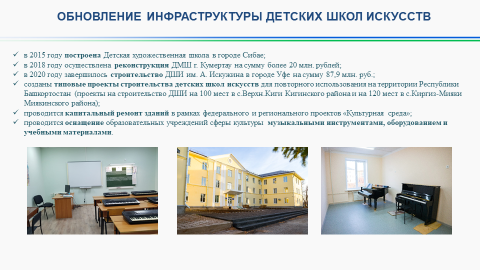 ОБНОВЛЕНИЕ ИНФРАСТРУКТУРЫ ДЕТСКИХ ШКОЛ ИСКУССТВ
✓ в 2015 году построена Детская художественная школа в городе Сибае;
✓ в 2018 году осуществлена реконструкция ДМШ г. Кумертау на сумму более 20 млн. рублей;
✓ в 2020 году завершилось строительство ДШИ им. А. Искужина в городе Уфе на сумму 87,9 млн. руб.;
✓ созданы типовые проекты строительства детских школ искусств для повторного использования на территории Республики
Башкортостан (проекты на строительство ДШИ на 100 мест в с.Верхн.Киги Кигинского района и на 120 мест в с.Киргиз-Мияки
Миякинского района);
✓ проводится капитальный ремонт зданий в рамках федерального и регионального проектов «Культурная среда»;
✓ проводится оснащение образовательных учреждений сферы культуры музыкальными инструментами, оборудованием и
учебными материалами.